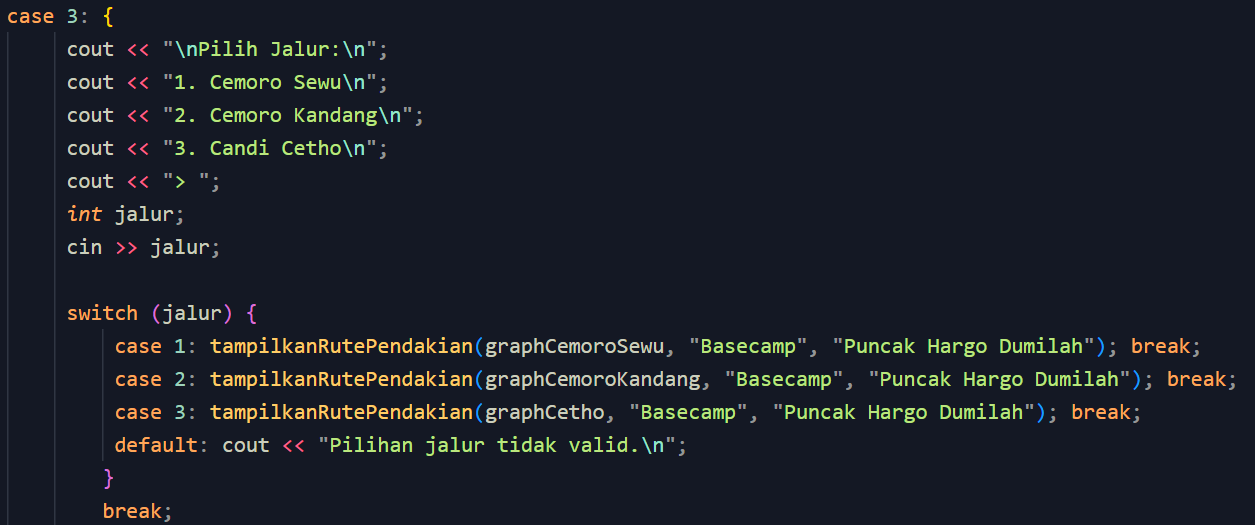 case 3: {
cout << "\nPilih Jalur:\n";
cout << "1. Cemoro Sewu\n";
cout << "2. Cemoro Kandang\n";
cout << "3. Candi Cetho\n";
cout << "> ";
int jalur;
cin >> jalur;
switch (jalur) {
case 1: tampilkanRutePendakian(graphCemoroSewu, "Basecamp", "Puncak Hargo Dumilah"); break;
case 2: tampilkanRutePendakian(graphCemoroKandang, "Basecamp", "Puncak Hargo Dumilah"); break;
case 3: tampilkanRutePendakian(graphCetho, "Basecamp", "Puncak Hargo Dumilah"); break;
default: cout << "Pilihan jalur tidak valid.\n";
}
break;